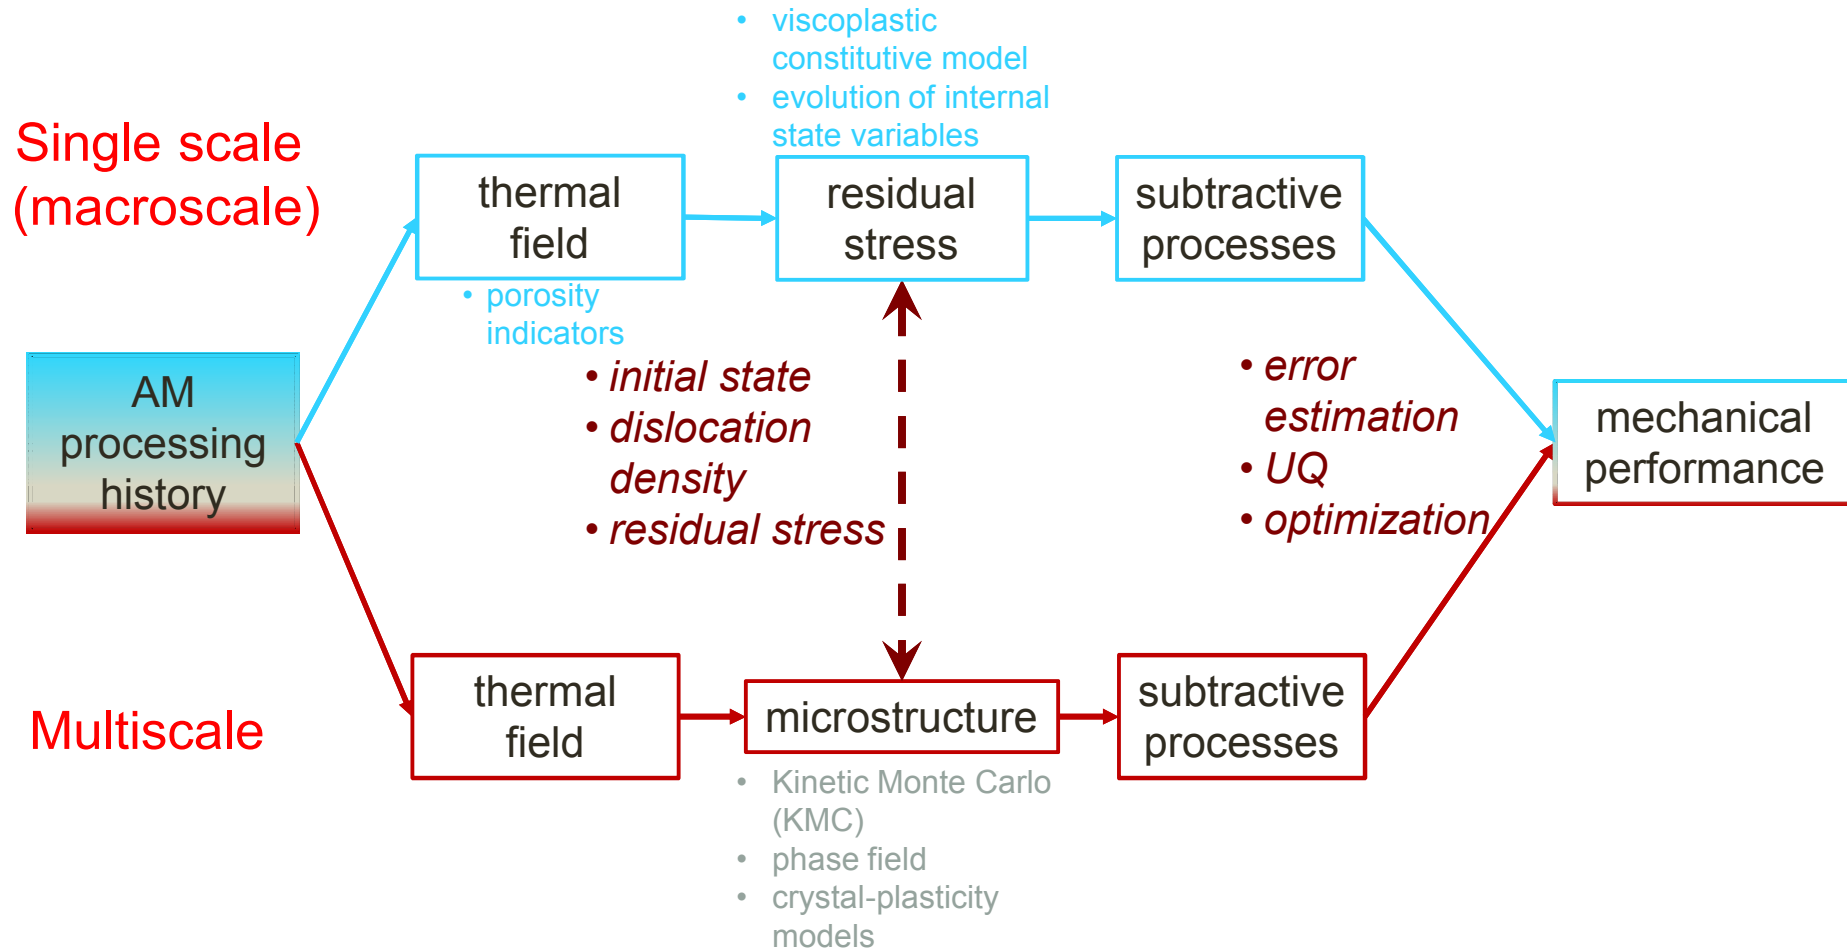 • viscoplastic
constitutive model
• evolution of internal
state variables
Single scale
(macroscale)
thermal
field
residual
stress
subtractive
processes
• porosity
indicators
• initial state
• dislocation
density
• residual stress
• error
estimation
• UQ
• optimization
AM
processing
history
mechanical
performance
Multiscale
thermal
field
microstructure
subtractive
processes
• Kinetic Monte Carlo
(KMC)
• phase field
• crystal-plasticity
models